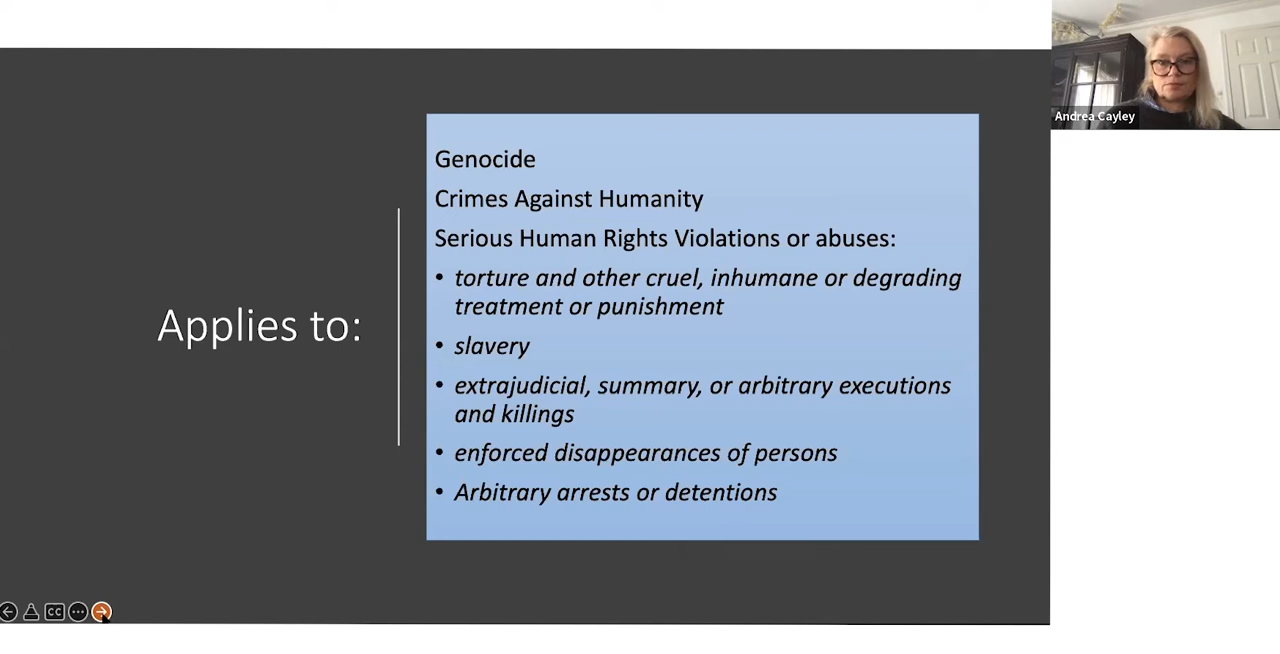 Andrea Cayley
Applies to:
Genocide
Crimes Against Humanity
Serious Human Rights Violations or abuses:
• torture and other cruel, inhumane or degrading
treatment or punishment
• slavery
• extrajudicial, summary, or arbitrary executions
and killings
• enforced disappearances of persons
• Arbitrary arrests or detentions
CC